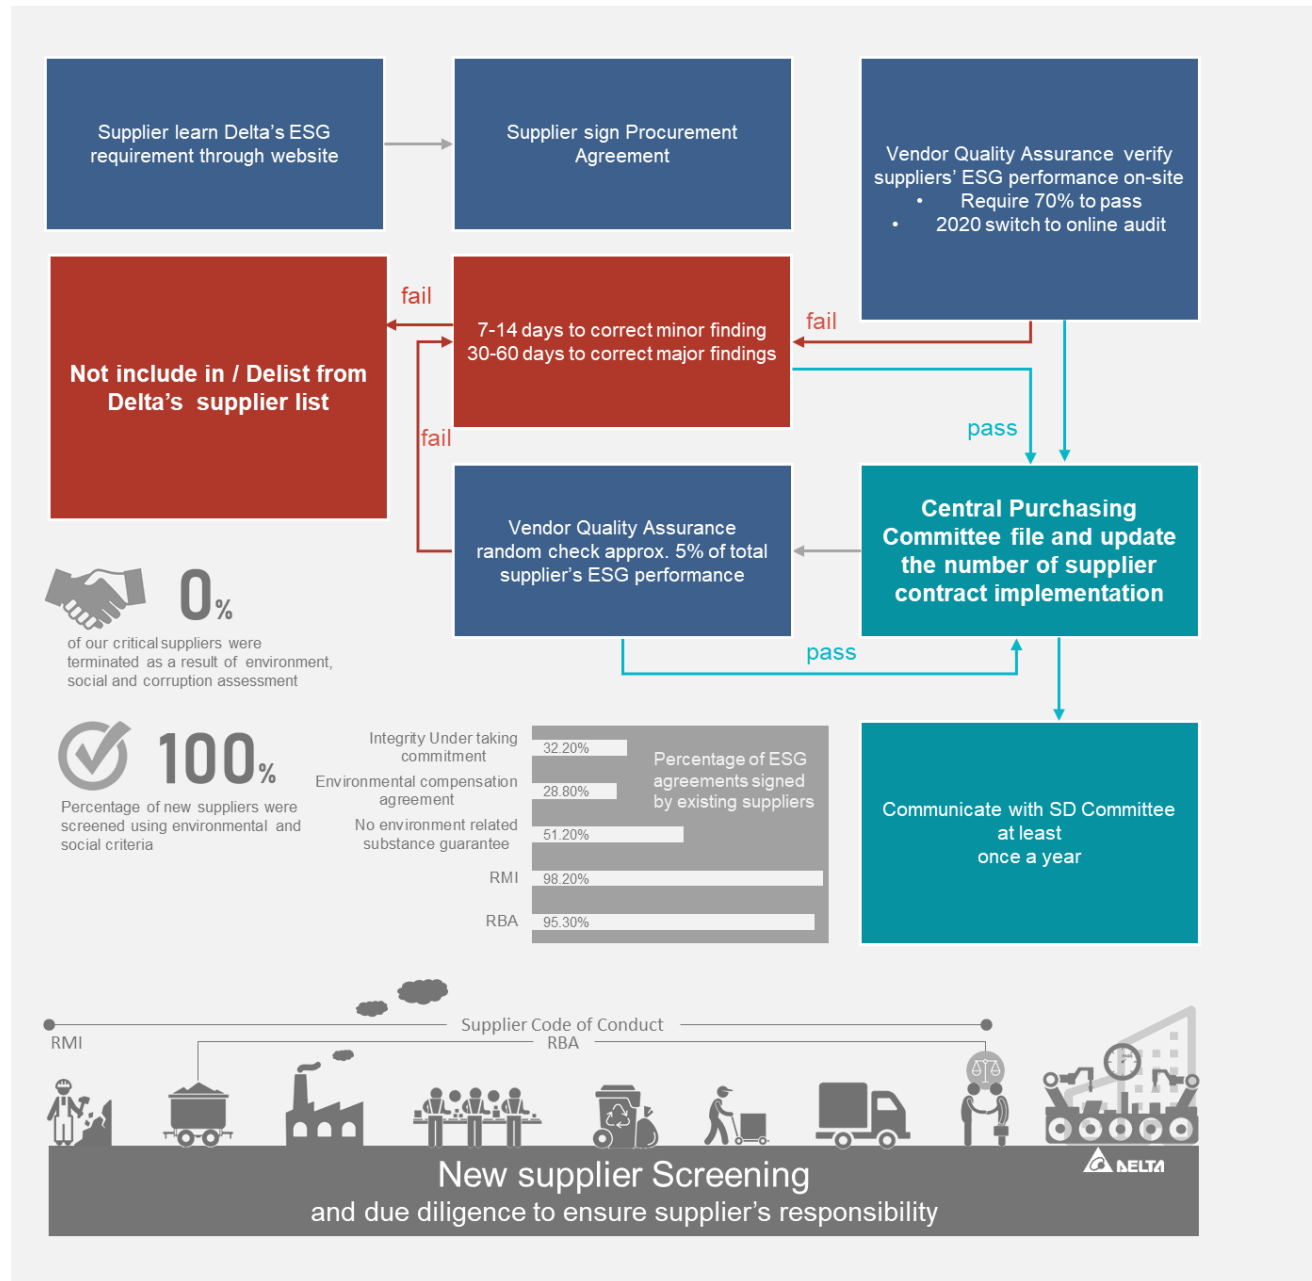 Supplier learn Delta's ESG
requirement through website
Supplier sign Procurement
Agreement
Vendor Quality Assurance verify
suppliers' ESG performance on-site
• Require 70% to pass
• 2020 switch to online audit
Not include in / Delist from
Delta's supplier list
fail
7-14 days to correct minor finding
30-60 days to correct major findings
fail
pass
fail
Vendor Quality Assurance
random check approx. 5% of total
supplier's ESG performance
Central Purchasing
Committee file and update
the number of supplier
contract implementation
pass
0%
of our critical suppliers were
terminated as a result of environment,
social and corruption assessment
100%
Percentage of new suppliers were
screened using environmental and
social criteria
Integrity Under taking
commitment
32.20%
Environmental compensation
agreement
28.80%
No environment related
substance guarantee
51.20%
RMI
98.20%
RBA
95.30%
Percentage of ESG
agreements signed
by existing suppliers
Communicate with SD Committee
at least
once a year
Supplier Code of Conduct
RMI
RBA
New supplier Screening
and due diligence to ensure supplier's responsibility
DELTA